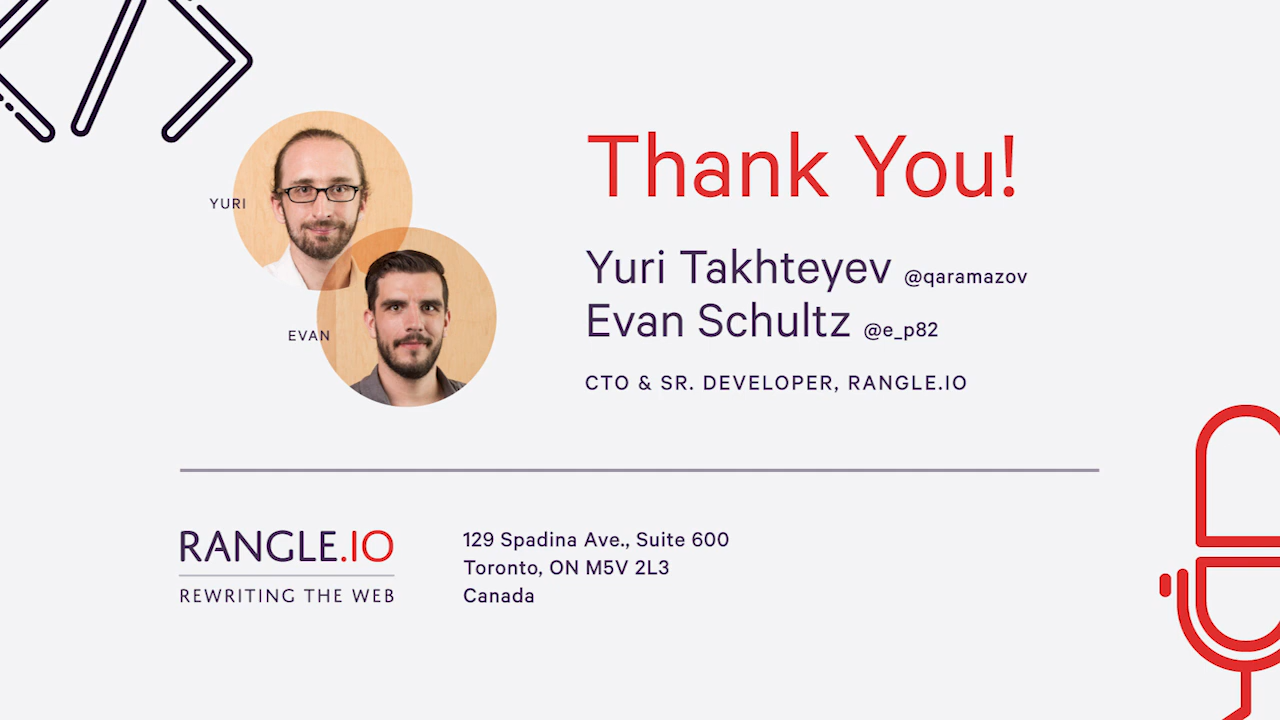 Thank You!
YURI
Yuri Takhteyev @qaramazov
Evan Schultz @e_p82
EVAN
CTO & SR. DEVELOPER, RANGLE.IO
RANGLE.IO
REWRITING THE WEB
129 Spadina Ave., Suite 600
Toronto, ON M5V 2L3
Canada